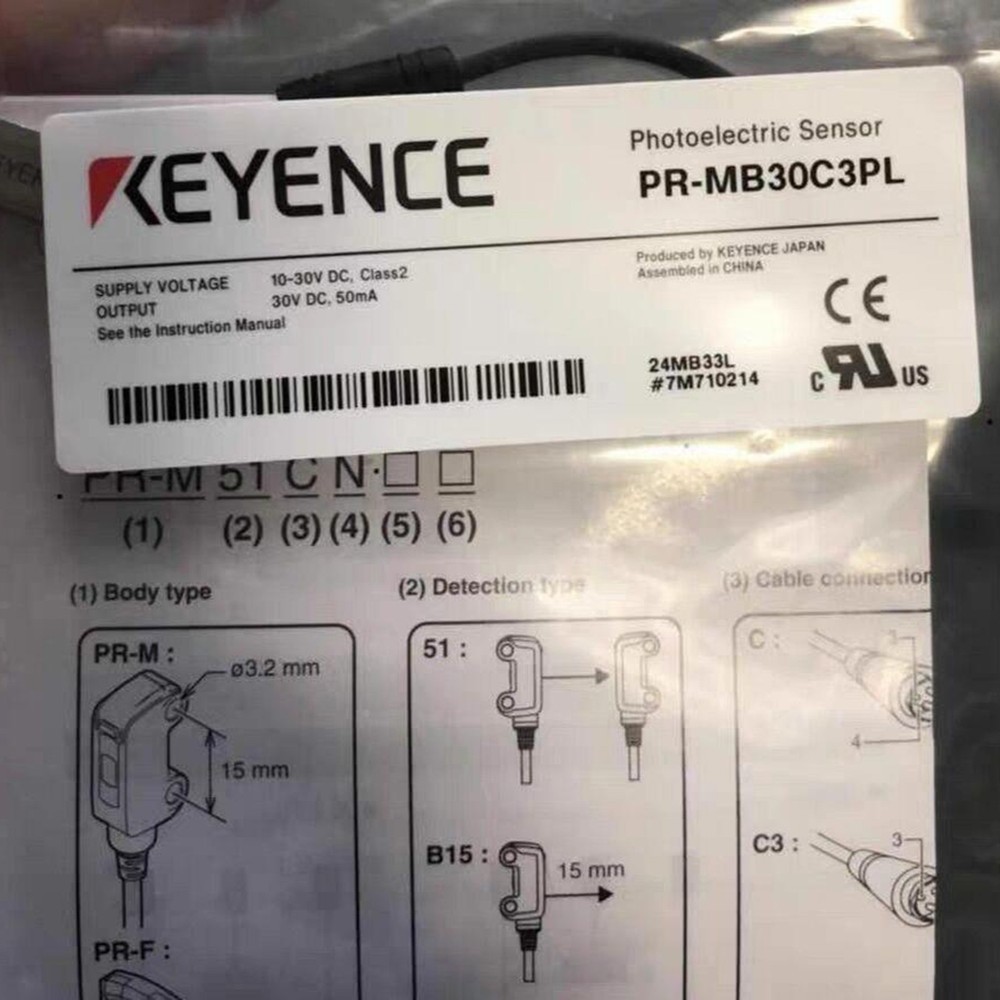 KEYENCE
Photoelectric Sensor
PR-MB30C3PL
SUPPLY VOLTAGE 10-30V DC, Class2
OUTPUT 30V DC, 50mA
See the Instruction Manual
Produced by KEYENCE JAPAN
Assembled in CHINA
CE
24MB33L
#7M710214
C RU US
PR-M 51 C N-□ □
(1) (2) (3) (4) (5) (6)
(1) Body type
(2) Detection type
(3) Cable connection
PR-M :
ø3.2 mm
15 mm
PR-F :
51 :
B15 :
15 mm
C :
3
4
C3 :
3